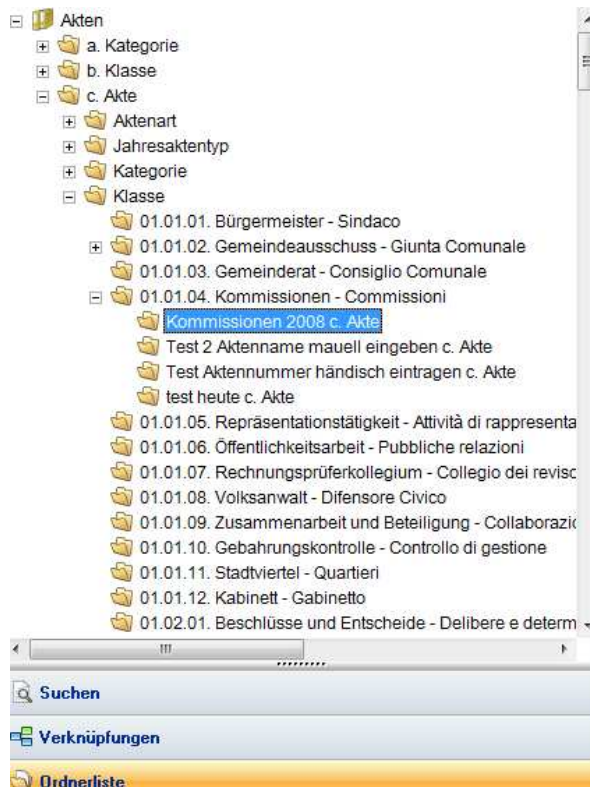 Akten
a. Kategorie
b. Klasse
c. Akte
Aktenart
Jahresaktentyp
Kategorie
Klasse
01.01.01. Bürgermeister - Sindaco
01.01.02. Gemeindeausschuss - Giunta Comunale
01.01.03. Gemeinderat - Consiglio Comunale
01.01.04. Kommissionen - Commissioni
Kommissionen 2008 c. Akte
Test 2 Aktenname mauell eingeben c. Akte
Test Aktennummer händisch eintragen c. Akte
test heute c. Akte
01.01.05. Repräsentationstätigkeit - Attività di rappresenta
01.01.06. Öffentlichkeitsarbeit - Pubbliche relazioni
01.01.07. Rechnungsprüferkollegium - Collegio dei revisc
01.01.08. Volksanwalt - Difensore Civico
01.01.09. Zusammenarbeit und Beteiligung - Collaborazio
01.01.10. Gebahrungskontrolle - Controllo di gestione
01.01.11. Stadtviertel - Quartieri
01.01.12. Kabinett - Gabinetto
01.02.01. Beschlüsse und Entscheide - Delibere e determ
Suchen
Verknüpfungen
Ordnerliste